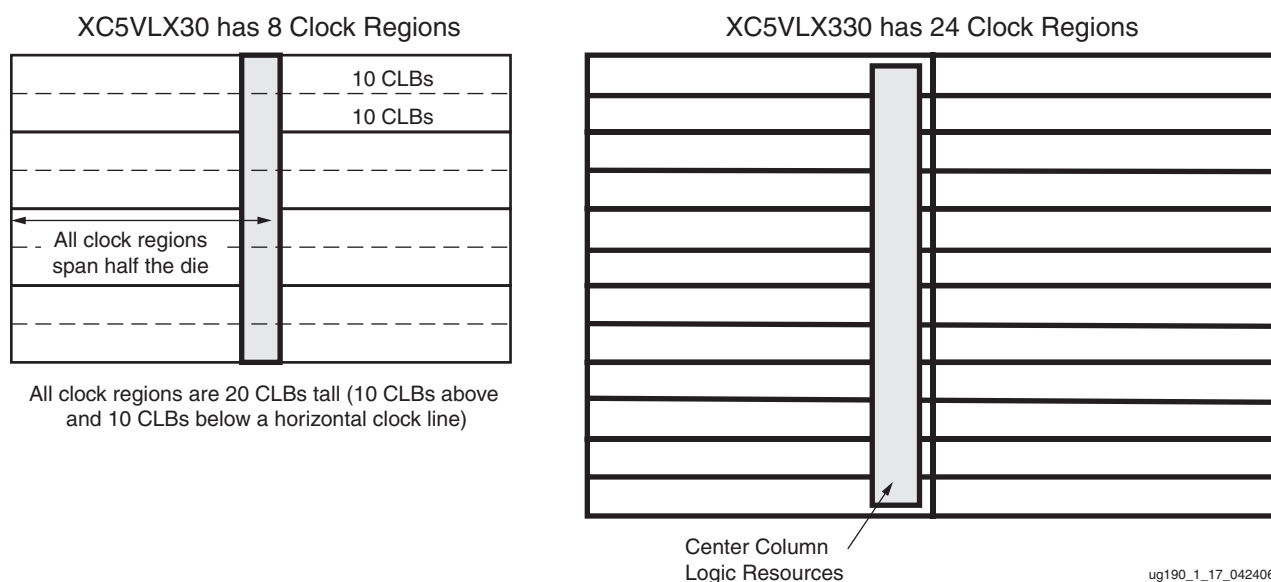 XC5VLX30 has 8 Clock Regions
10 CLBs
10 CLBs
All clock regions
span half the die
All clock regions are 20 CLBs tall (10 CLBs above
and 10 CLBs below a horizontal clock line)
XC5VLX330 has 24 Clock Regions
Center Column
Logic Resources
ug190_1_17_042406